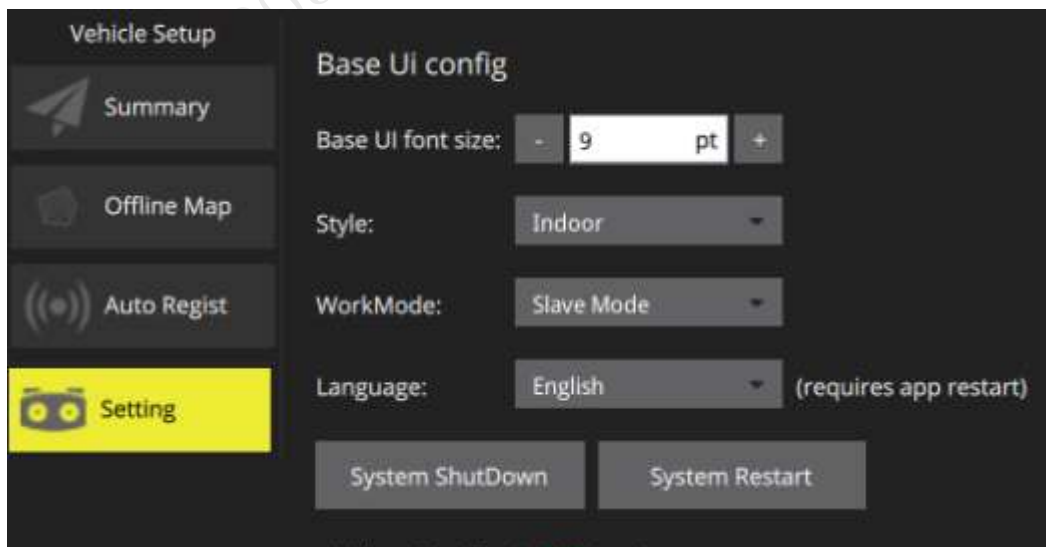 Vehicle Setup
Summary
Offline Map
Auto Regist
Setting
Base Ui config
Base UI font size: - 9 pt +
Style: Indoor
WorkMode: Slave Mode
Language: English (requires app restart)
System ShutDown System Restart